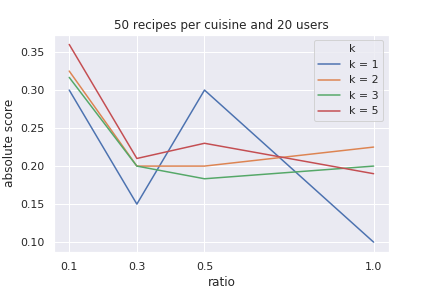 50 recipes per cuisine and 20 users
k
k = 1
k = 2
k = 3
k = 5
absolute score
0.35
0.30
0.25
0.20
0.15
0.10
0.1 0.3 0.5 1.0
ratio